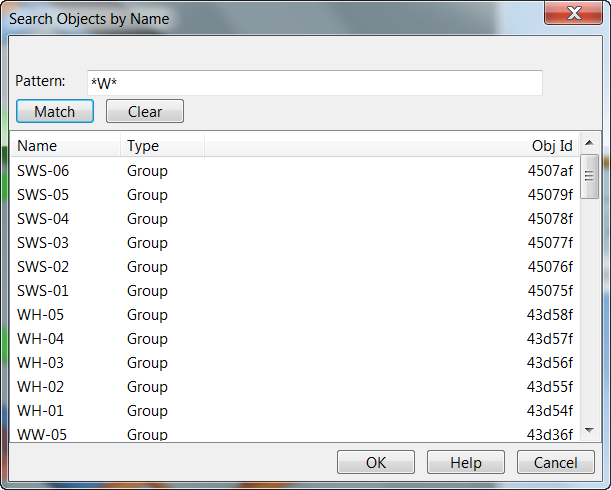 Search Objects by Name
Pattern: *W*
Match Clear
Name Type Obj Id
SWS-06 Group 4507af
SWS-05 Group 45079f
SWS-04 Group 45078f
SWS-03 Group 45077f
SWS-02 Group 45076f
SWS-01 Group 45075f
WH-05 Group 43d58f
WH-04 Group 43d57f
WH-03 Group 43d56f
WH-02 Group 43d55f
WH-01 Group 43d54f
WW-05 Group 43d36f
OK Help Cancel